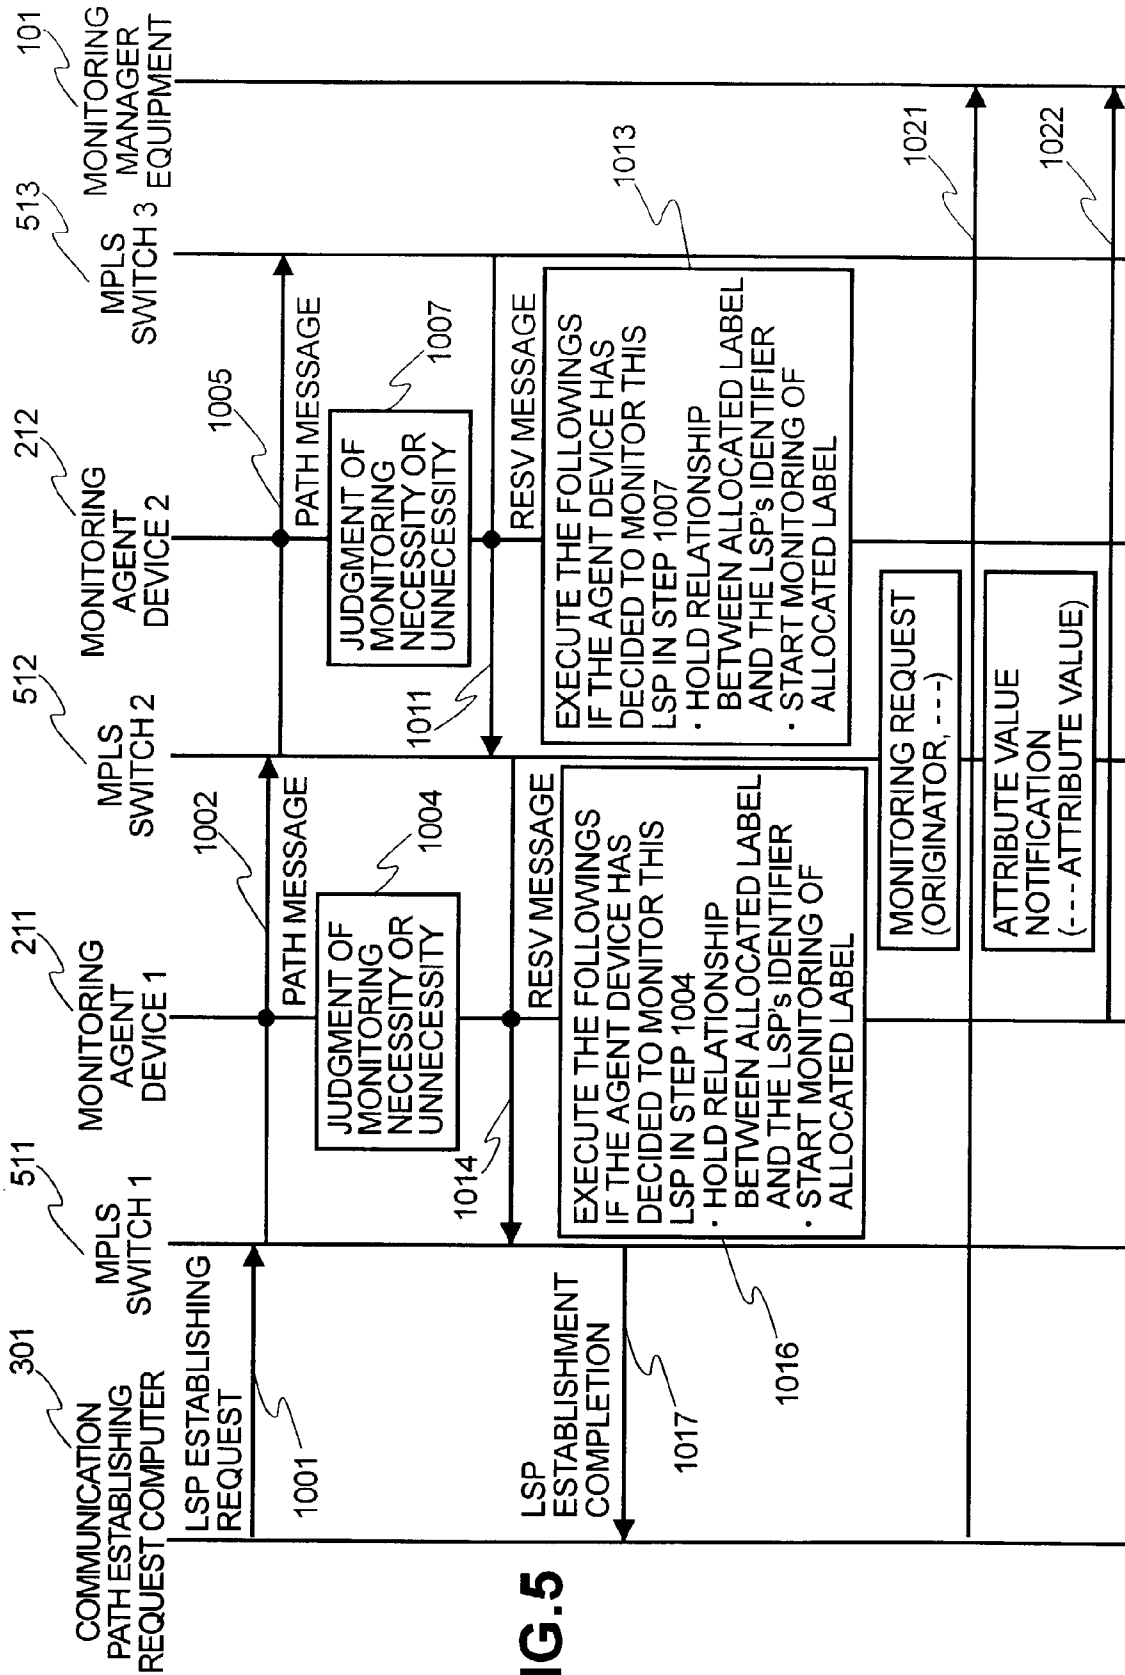 COMMUNICATION
PATH ESTABLISHING
REQUEST COMPUTER
301
MPLS
SWITCH 1
511
MONITORING
AGENT
DEVICE 1
211
MPLS
SWITCH 2
512
MONITORING
AGENT
DEVICE 2
212
MPLS
SWITCH 3
513
MONITORING
MANAGER
EQUIPMENT
101
LSP ESTABLISHING
REQUEST
1001
1002
PATH MESSAGE
1005
PATH MESSAGE
JUDGMENT OF
MONITORING
NECESSITY OR
UNNECESSITY
1004
JUDGMENT OF
MONITORING
NECESSITY OR
UNNECESSITY
1007
1011
RESV MESSAGE
1014
RESV MESSAGE
EXECUTE THE FOLLOWINGS
IF THE AGENT DEVICE HAS
DECIDED TO MONITOR THIS
LSP IN STEP 1007
· HOLD RELATIONSHIP
BETWEEN ALLOCATED LABEL
AND THE LSP's IDENTIFIER
· START MONITORING OF
ALLOCATED LABEL
1013
EXECUTE THE FOLLOWINGS
IF THE AGENT DEVICE HAS
DECIDED TO MONITOR THIS
LSP IN STEP 1004
· HOLD RELATIONSHIP
BETWEEN ALLOCATED LABEL
AND THE LSP's IDENTIFIER
· START MONITORING OF
ALLOCATED LABEL
1016
LSP
ESTABLISHMENT
COMPLETION
1017
MONITORING REQUEST
(ORIGINATOR, ---)
1021
ATTRIBUTE VALUE
NOTIFICATION
(--- ATTRIBUTE VALUE)
1022
IG.5